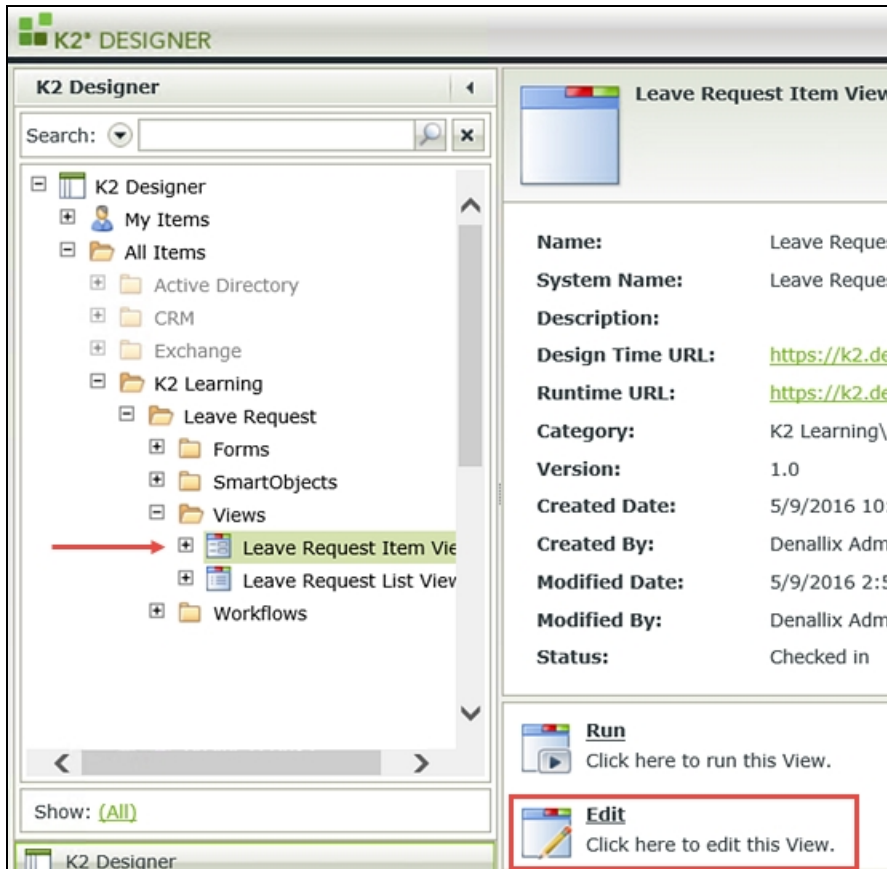 K2* DESIGNER
K2 Designer
Search:
K2 Designer
My Items
All Items
Active Directory
CRM
Exchange
K2 Learning
Leave Request
Forms
SmartObjects
Views
Leave Request Item Vie
Leave Request List View
Workflows
Show: (All)
K2 Designer
Leave Request Item View
Name: Leave Reques
System Name: Leave Reques
Description:
Design Time URL: https://k2.de
Runtime URL: https://k2.de
Category: K2 Learning\
Version: 1.0
Created Date: 5/9/2016 10:
Created By: Denallix Adm
Modified Date: 5/9/2016 2:5
Modified By: Denallix Adm
Status: Checked in
Run
Click here to run this View.
Edit
Click here to edit this View.